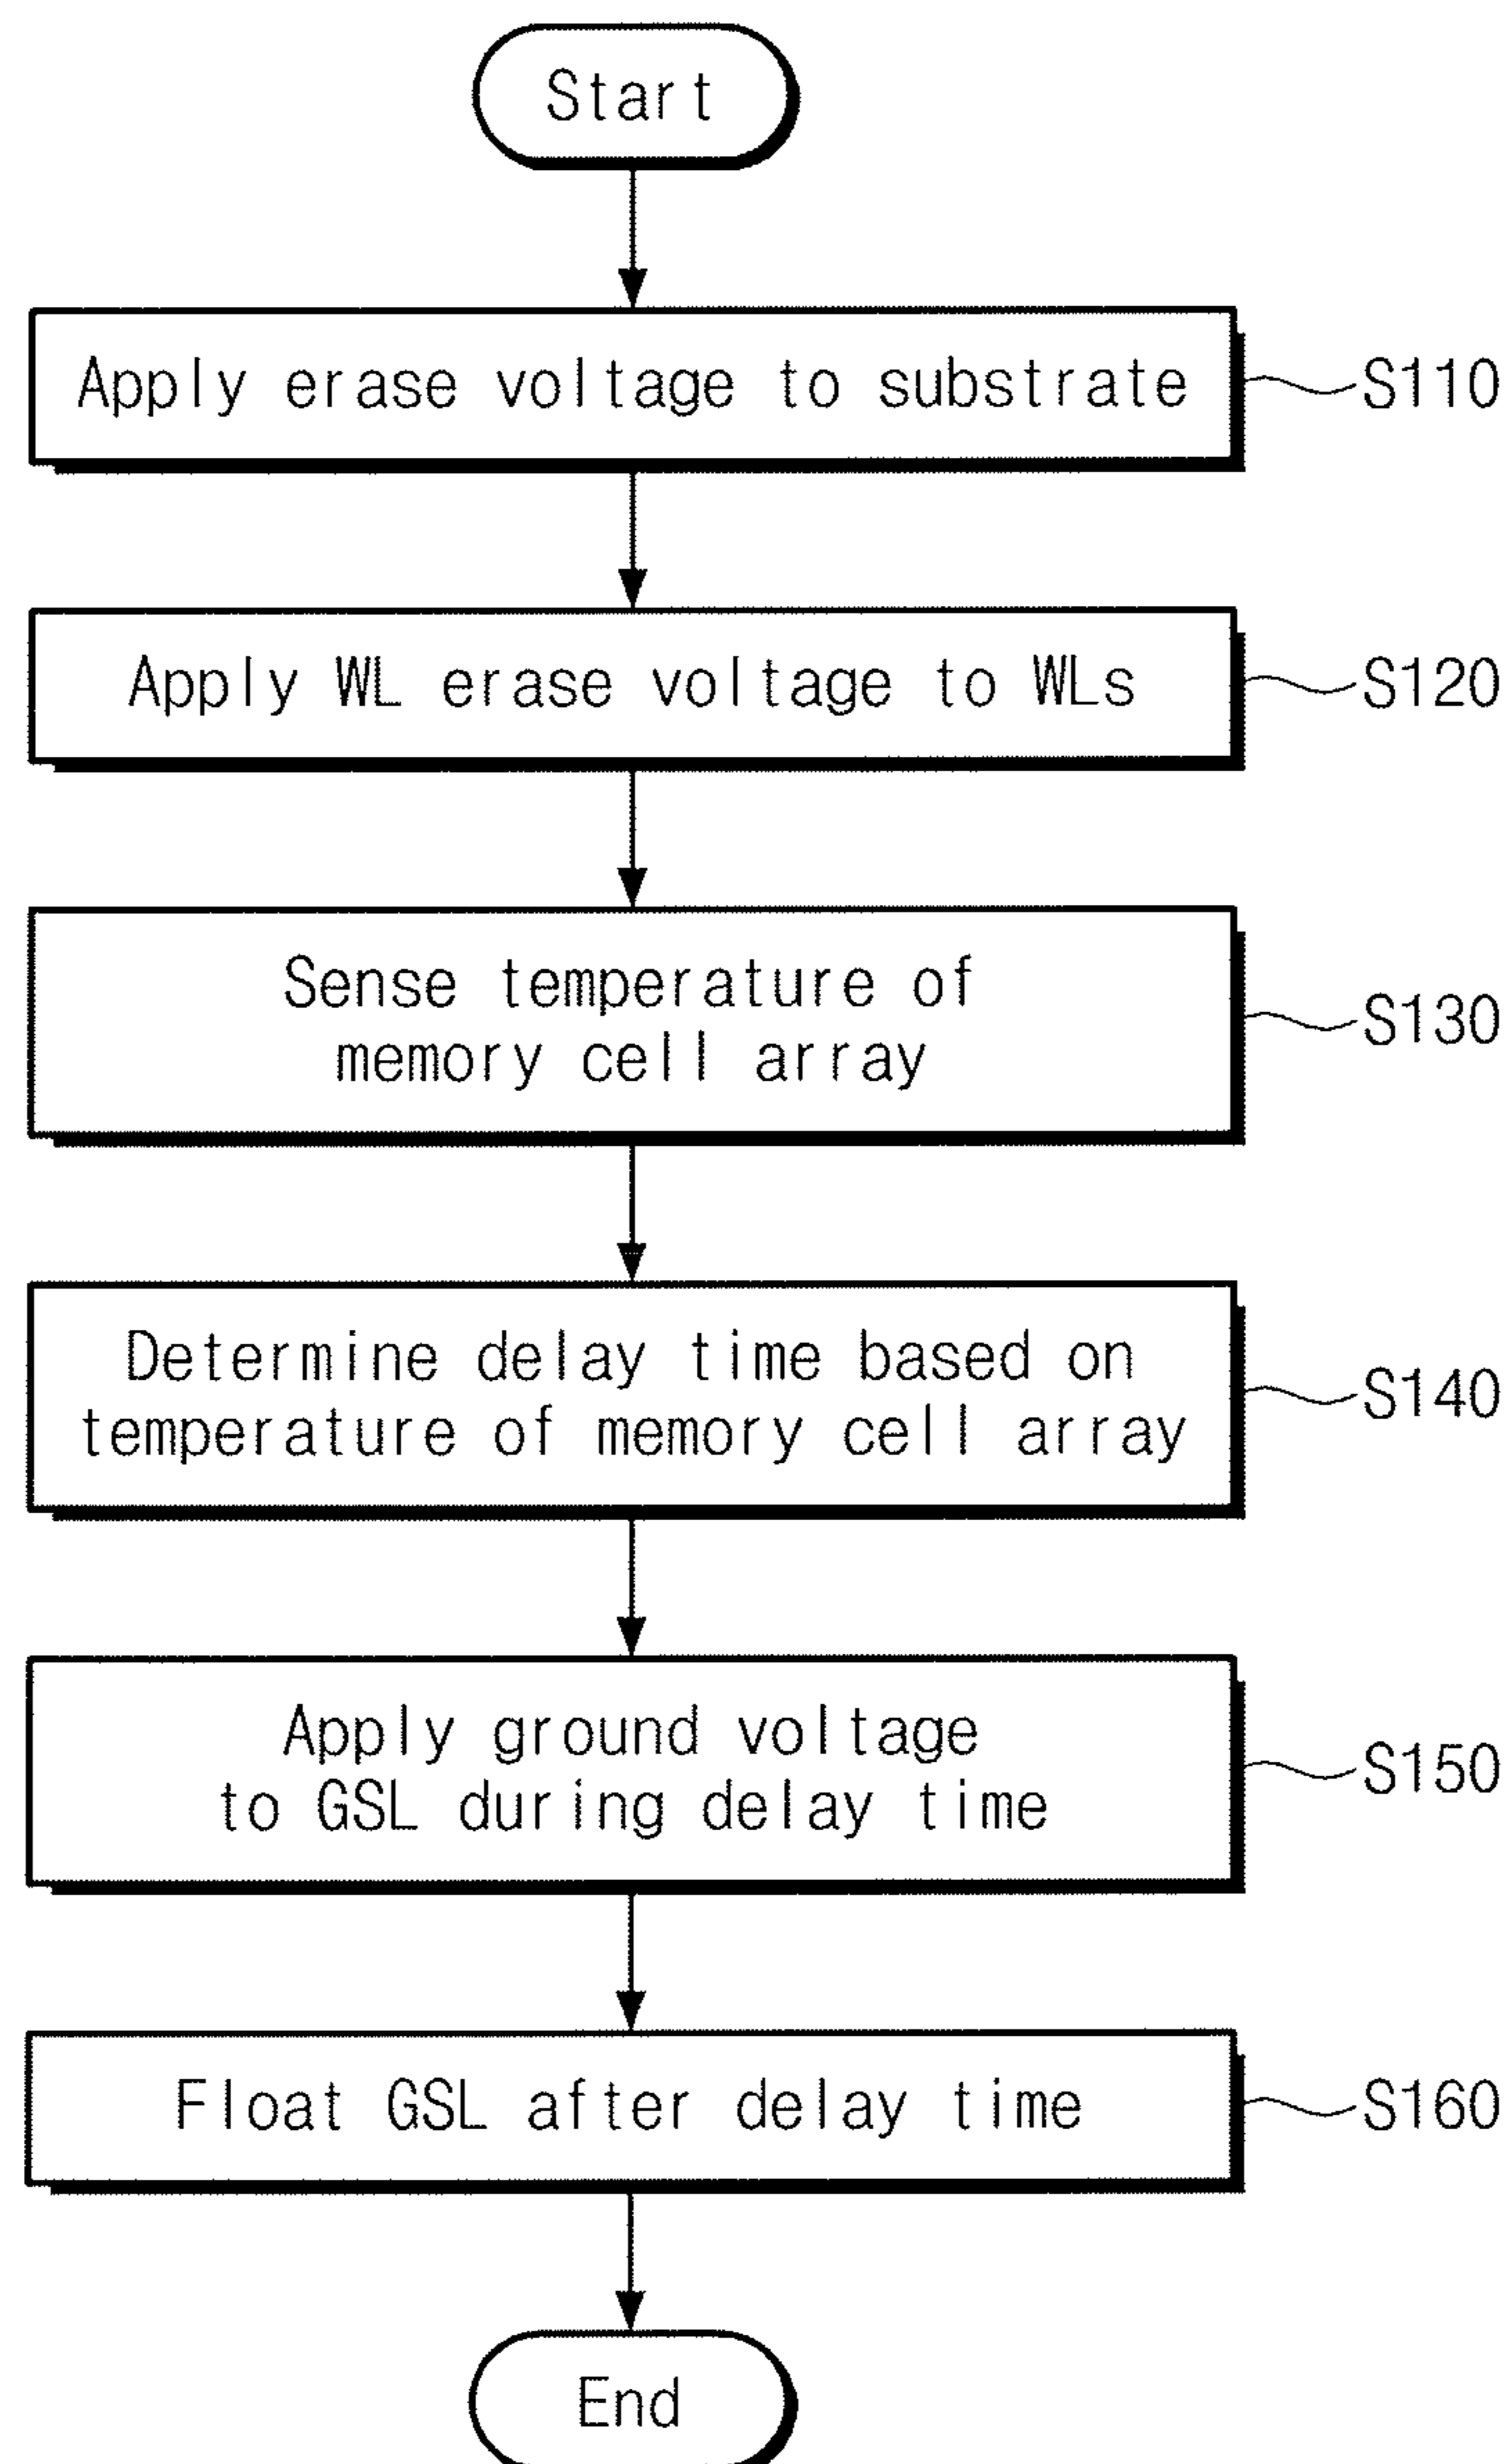 Start
Apply erase voltage to substrate
S110
Apply WL erase voltage to WLs
S120
Sense temperature of
memory cell array
S130
Determine delay time based on
temperature of memory cell array
S140
Apply ground voltage
to GSL during delay time
S150
Float GSL after delay time
S160
End